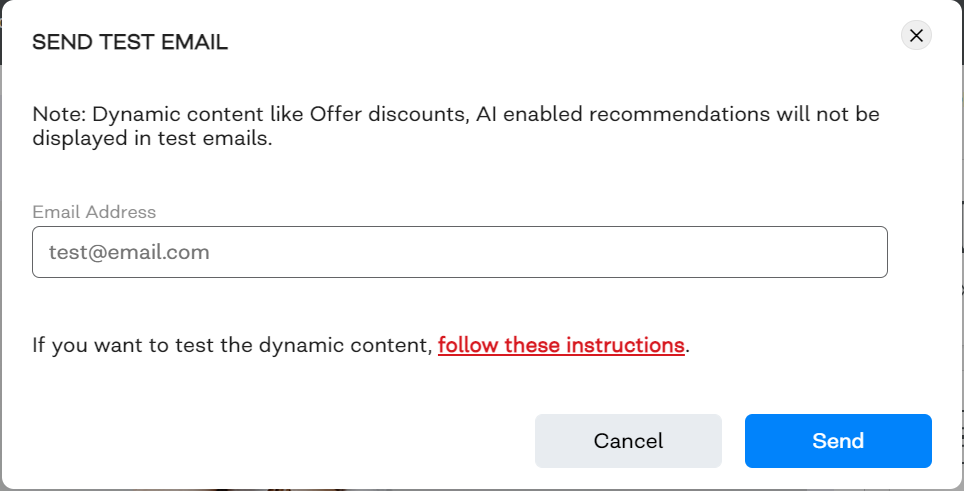 SEND TEST EMAIL
Note: Dynamic content like Offer discounts, AI enabled recommendations will not be
displayed in test emails.
Email Address
test@email.com
If you want to test the dynamic content, follow these instructions.
Cancel
Send